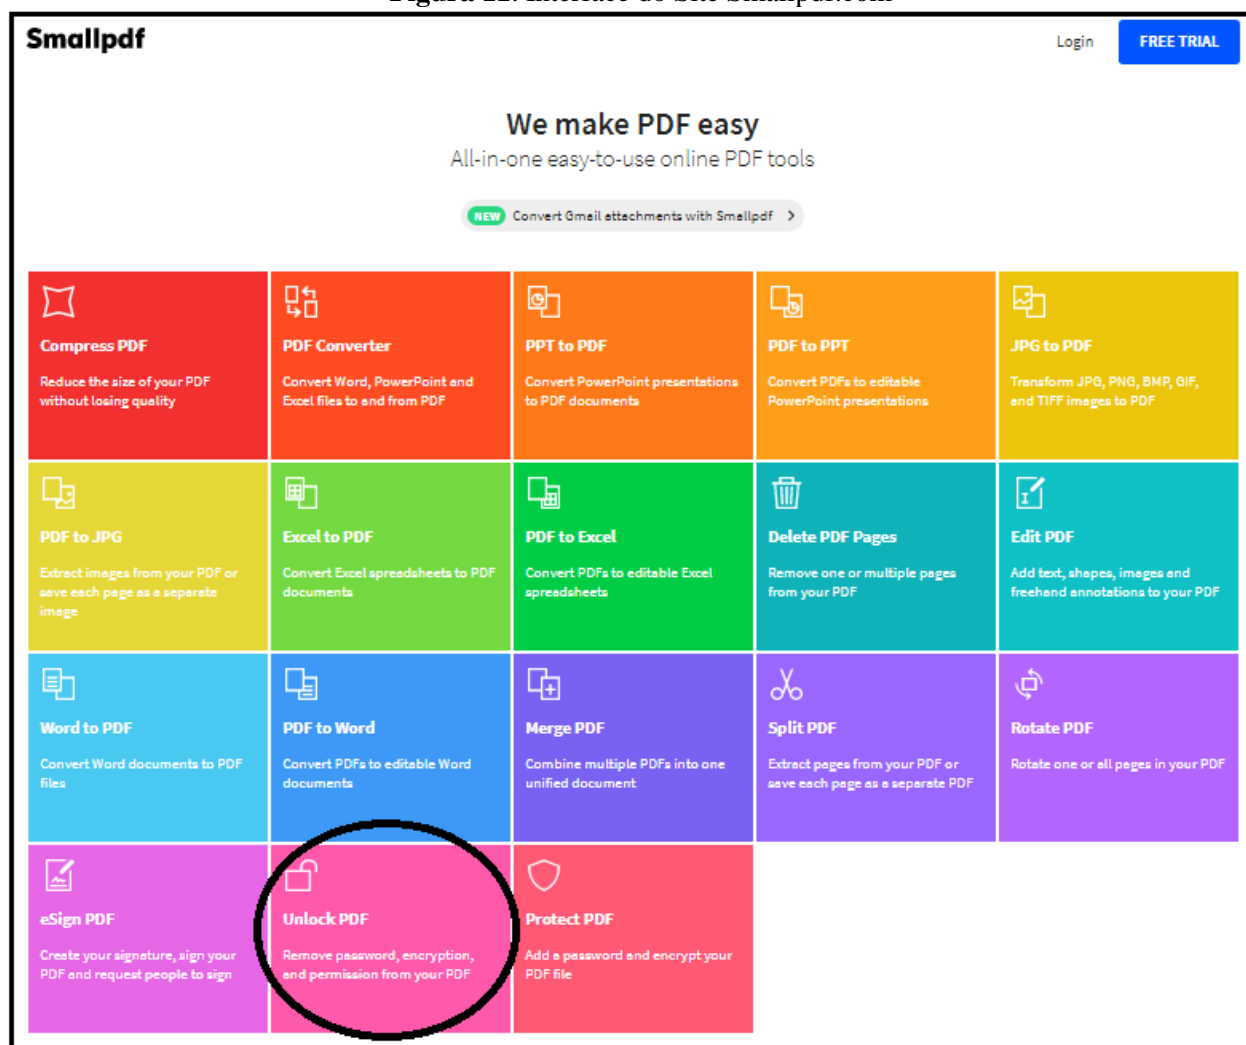 Figura 11. Interface do Site Smallpdf.com
Smallpdf
Login
FREE TRIAL
We make PDF easy
All-in-one easy-to-use online PDF tools
NEW Convert Gmail attachments with Smallpdf
Compress PDF
Reduce the size of your PDF
without losing quality
PDF Converter
Convert Word, PowerPoint and
Excel files to and from PDF
PPT to PDF
Convert PowerPoint presentations
to PDF documents
PDF to PPT
Convert PDFs to editable
PowerPoint presentations
JPG to PDF
Transform JPG, PNG, BMP, GIF,
and TIFF images to PDF
PDF to JPG
Extract images from your PDF or
save each page as a separate
image
Excel to PDF
Convert Excel spreadsheets to PDF
documents
PDF to Excel
Convert PDFs to editable Excel
spreadsheets
Delete PDF Pages
Remove one or multiple pages
from your PDF
Edit PDF
Add text, shapes, images and
freehand annotations to your PDF
Word to PDF
Convert Word documents to PDF
files
PDF to Word
Convert PDFs to editable Word
documents
Merge PDF
Combine multiple PDFs into one
unified document
Split PDF
Extract pages from your PDF or
save each page as a separate PDF
Rotate PDF
Rotate one or all pages in your PDF
eSign PDF
Create your signature, sign your
PDF and request people to sign
Unlock PDF
Remove password, encryption,
and permission from your PDF
Protect PDF
Add a password and encrypt your
PDF file